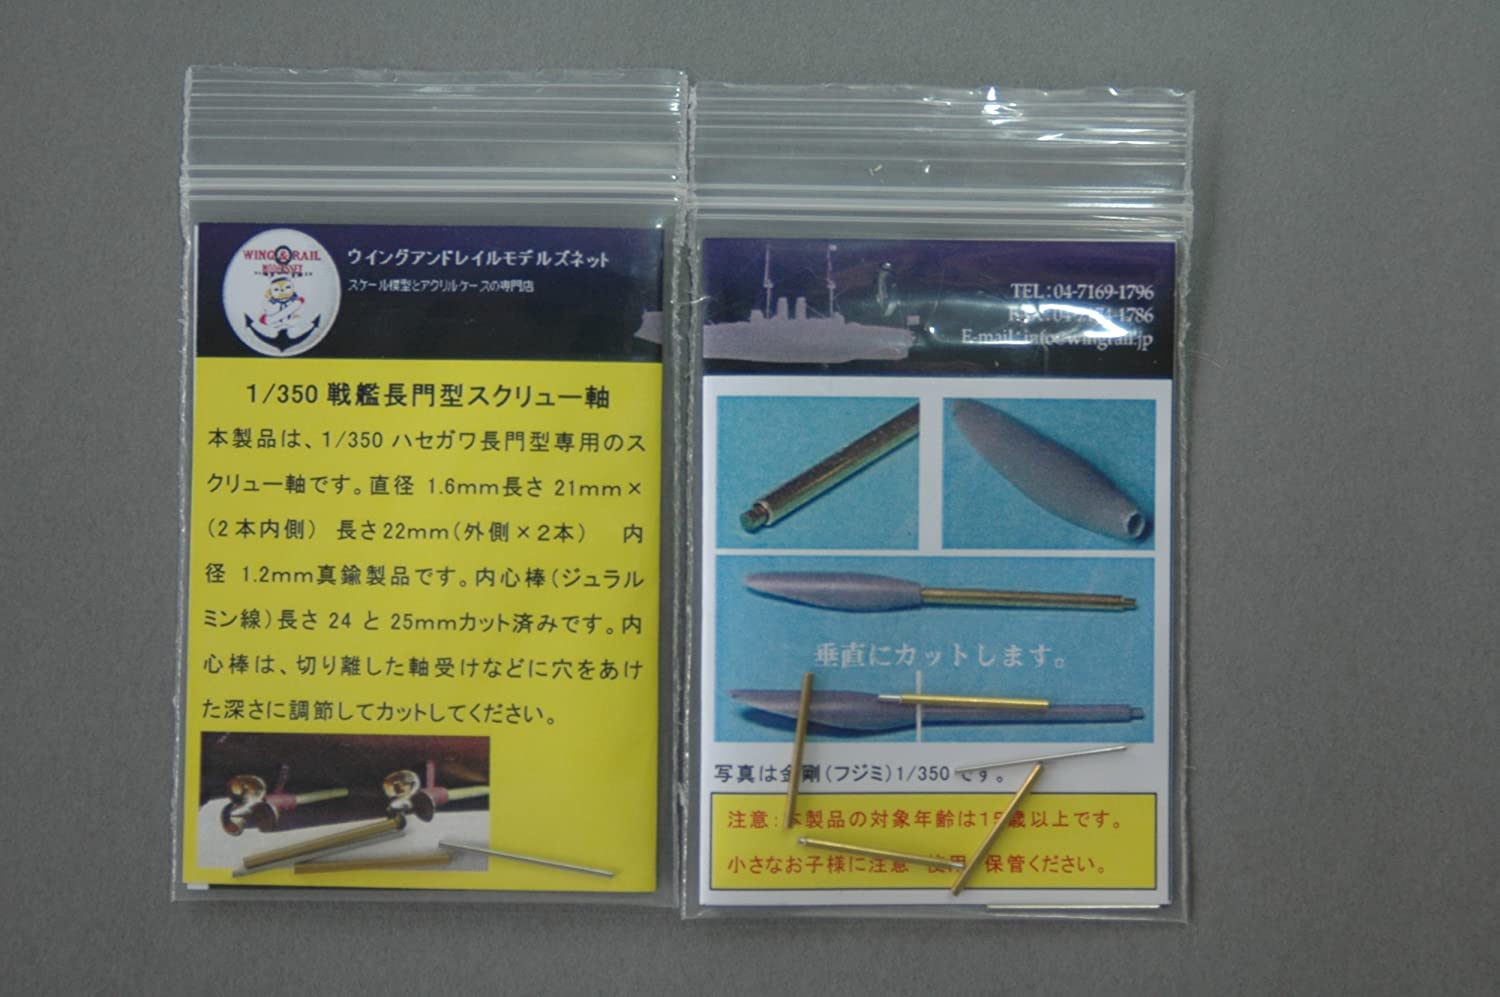 WING & RAIL
ウイングアンドレイルモデルズネット
スケール模型とアクリルケースの専門店
1/350 戦艦長門型スクリュー軸
本製品は、1/350 ハセガワ長門型専用のス
クリュー軸です。直径 1.6mm長さ 21mm×
(2本内側) 長さ22mm(外側×2本) 内
径 1.2mm真鍮製品です。内心棒(ジュラル
ミン線)長さ 24 と 25mmカット済みです。内
心棒は、切り離した軸受けなどに穴をあけ
た深さに調節してカットしてください。
TEL:04-7169-1796
E-mail:info@wingrail.jp
垂直にカットします。
写真は金剛(フジミ)1/350 です。
注意:本製品の対象年齢は15歳以上です。
小さなお子様に注意 使用 保管ください。